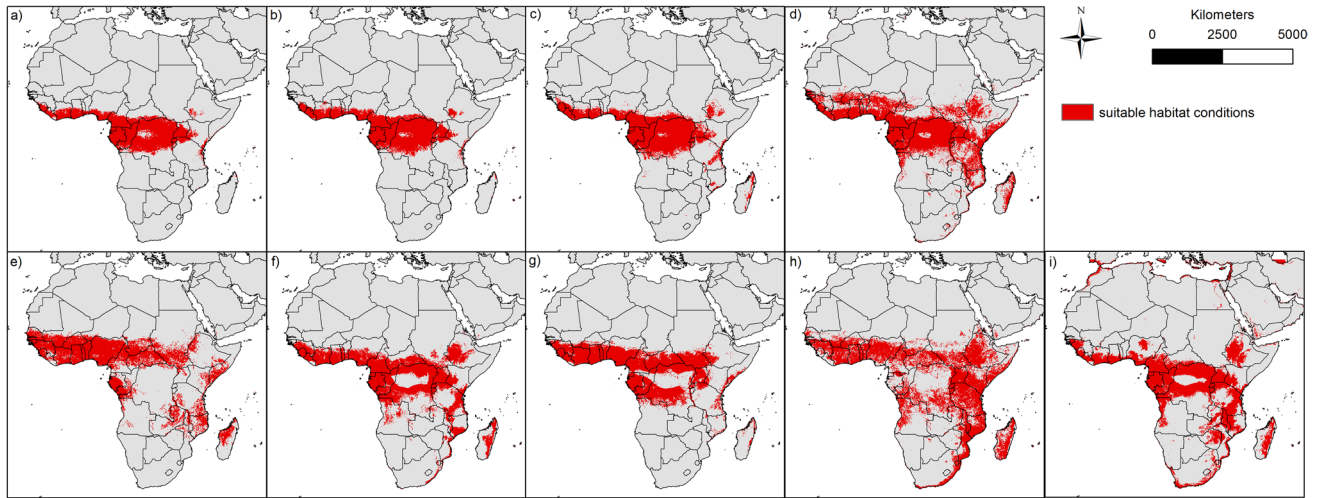 a)
b)
c)
d)
N
Kilometers
0 2500 5000
suitable habitat conditions
e)
f)
g)
h)
i)